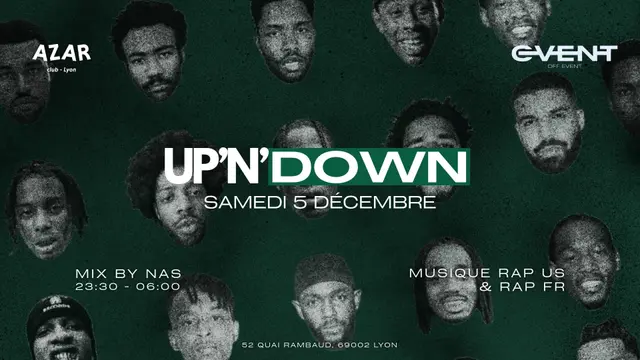 AZAR
club - Lyon
EVENT
OFF EVENT
UP'N'DOWN
SAMEDI 5 DÉCEMBRE
MIX BY NAS
23:30 - 06:00
MUSIQUE RAP US
& RAP FR
52 QUAI RAMBAUD, 69002 LYON